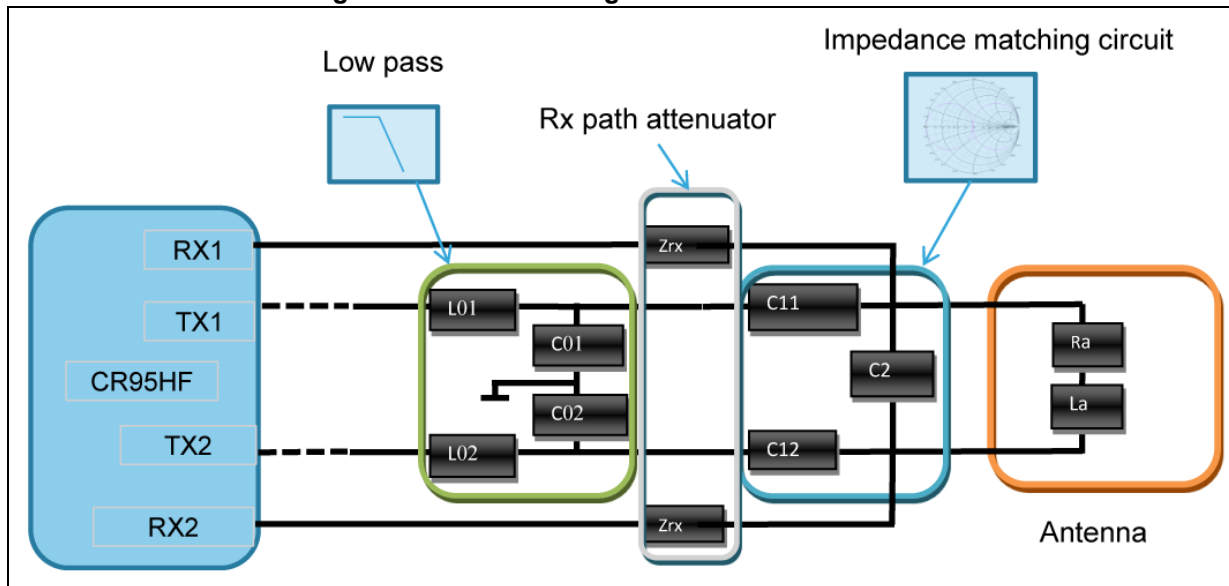 Impedance matching circuit
Low pass
Rx path attenuator
RX1
Zrx
TX1
L01
C11
C01
Ra
CR95HF
C2
C02
La
TX2
L02
C12
RX2
Zrx
Antenna